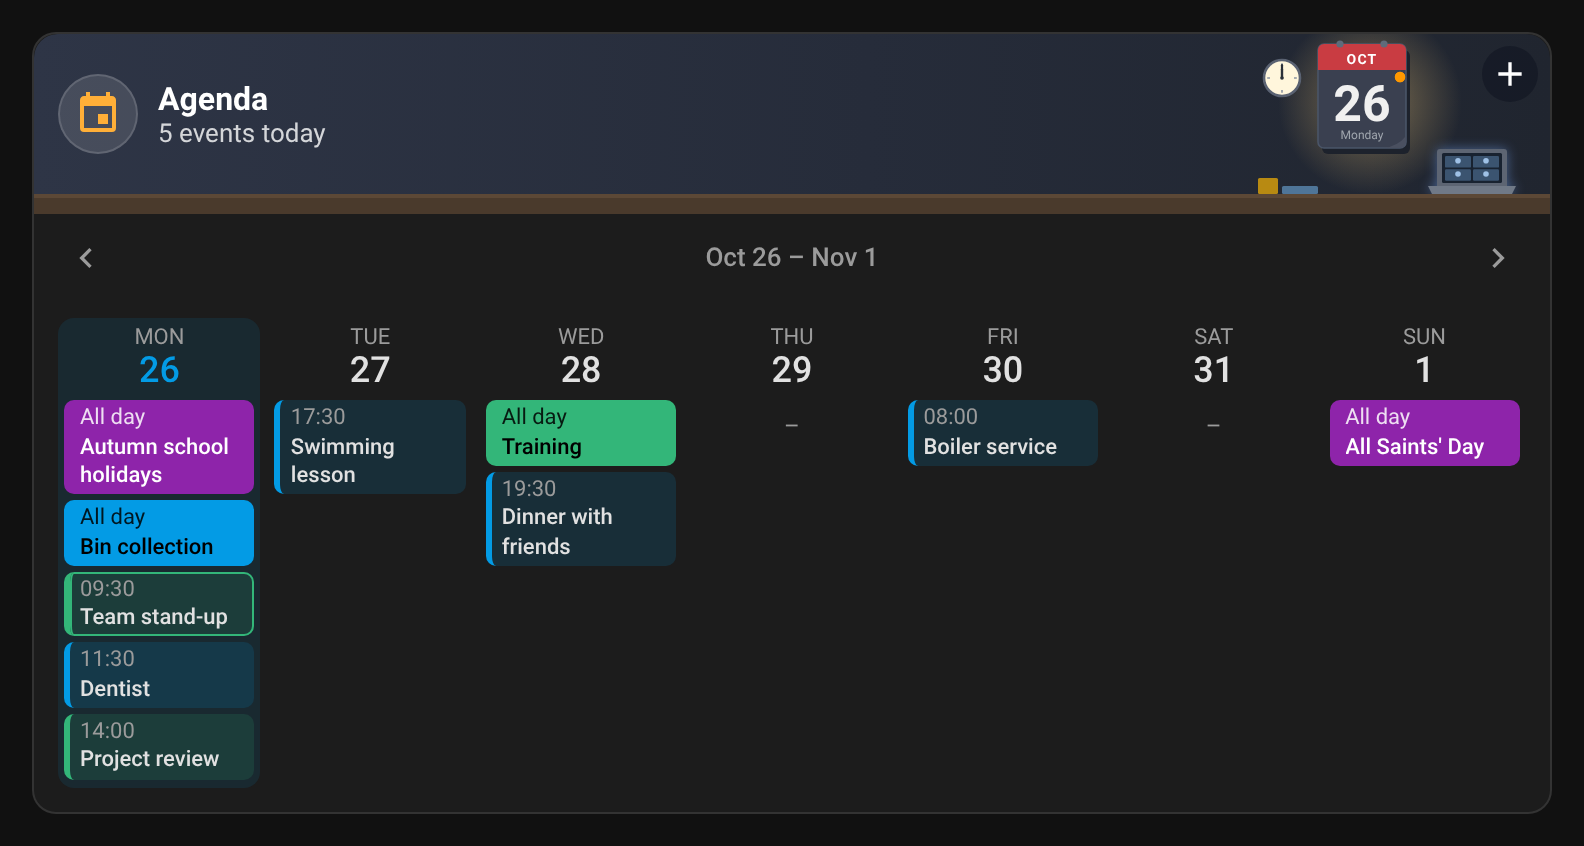 Agenda
5 events today
OCT
26
Monday
Oct 26 – Nov 1
MON
26
All day
Autumn school
holidays
All day
Bin collection
09:30
Team stand-up
11:30
Dentist
14:00
Project review
TUE
27
17:30
Swimming
lesson
WED
28
All day
Training
19:30
Dinner with
friends
THU
29
–
FRI
30
08:00
Boiler service
SAT
31
–
SUN
1
All day
All Saints' Day